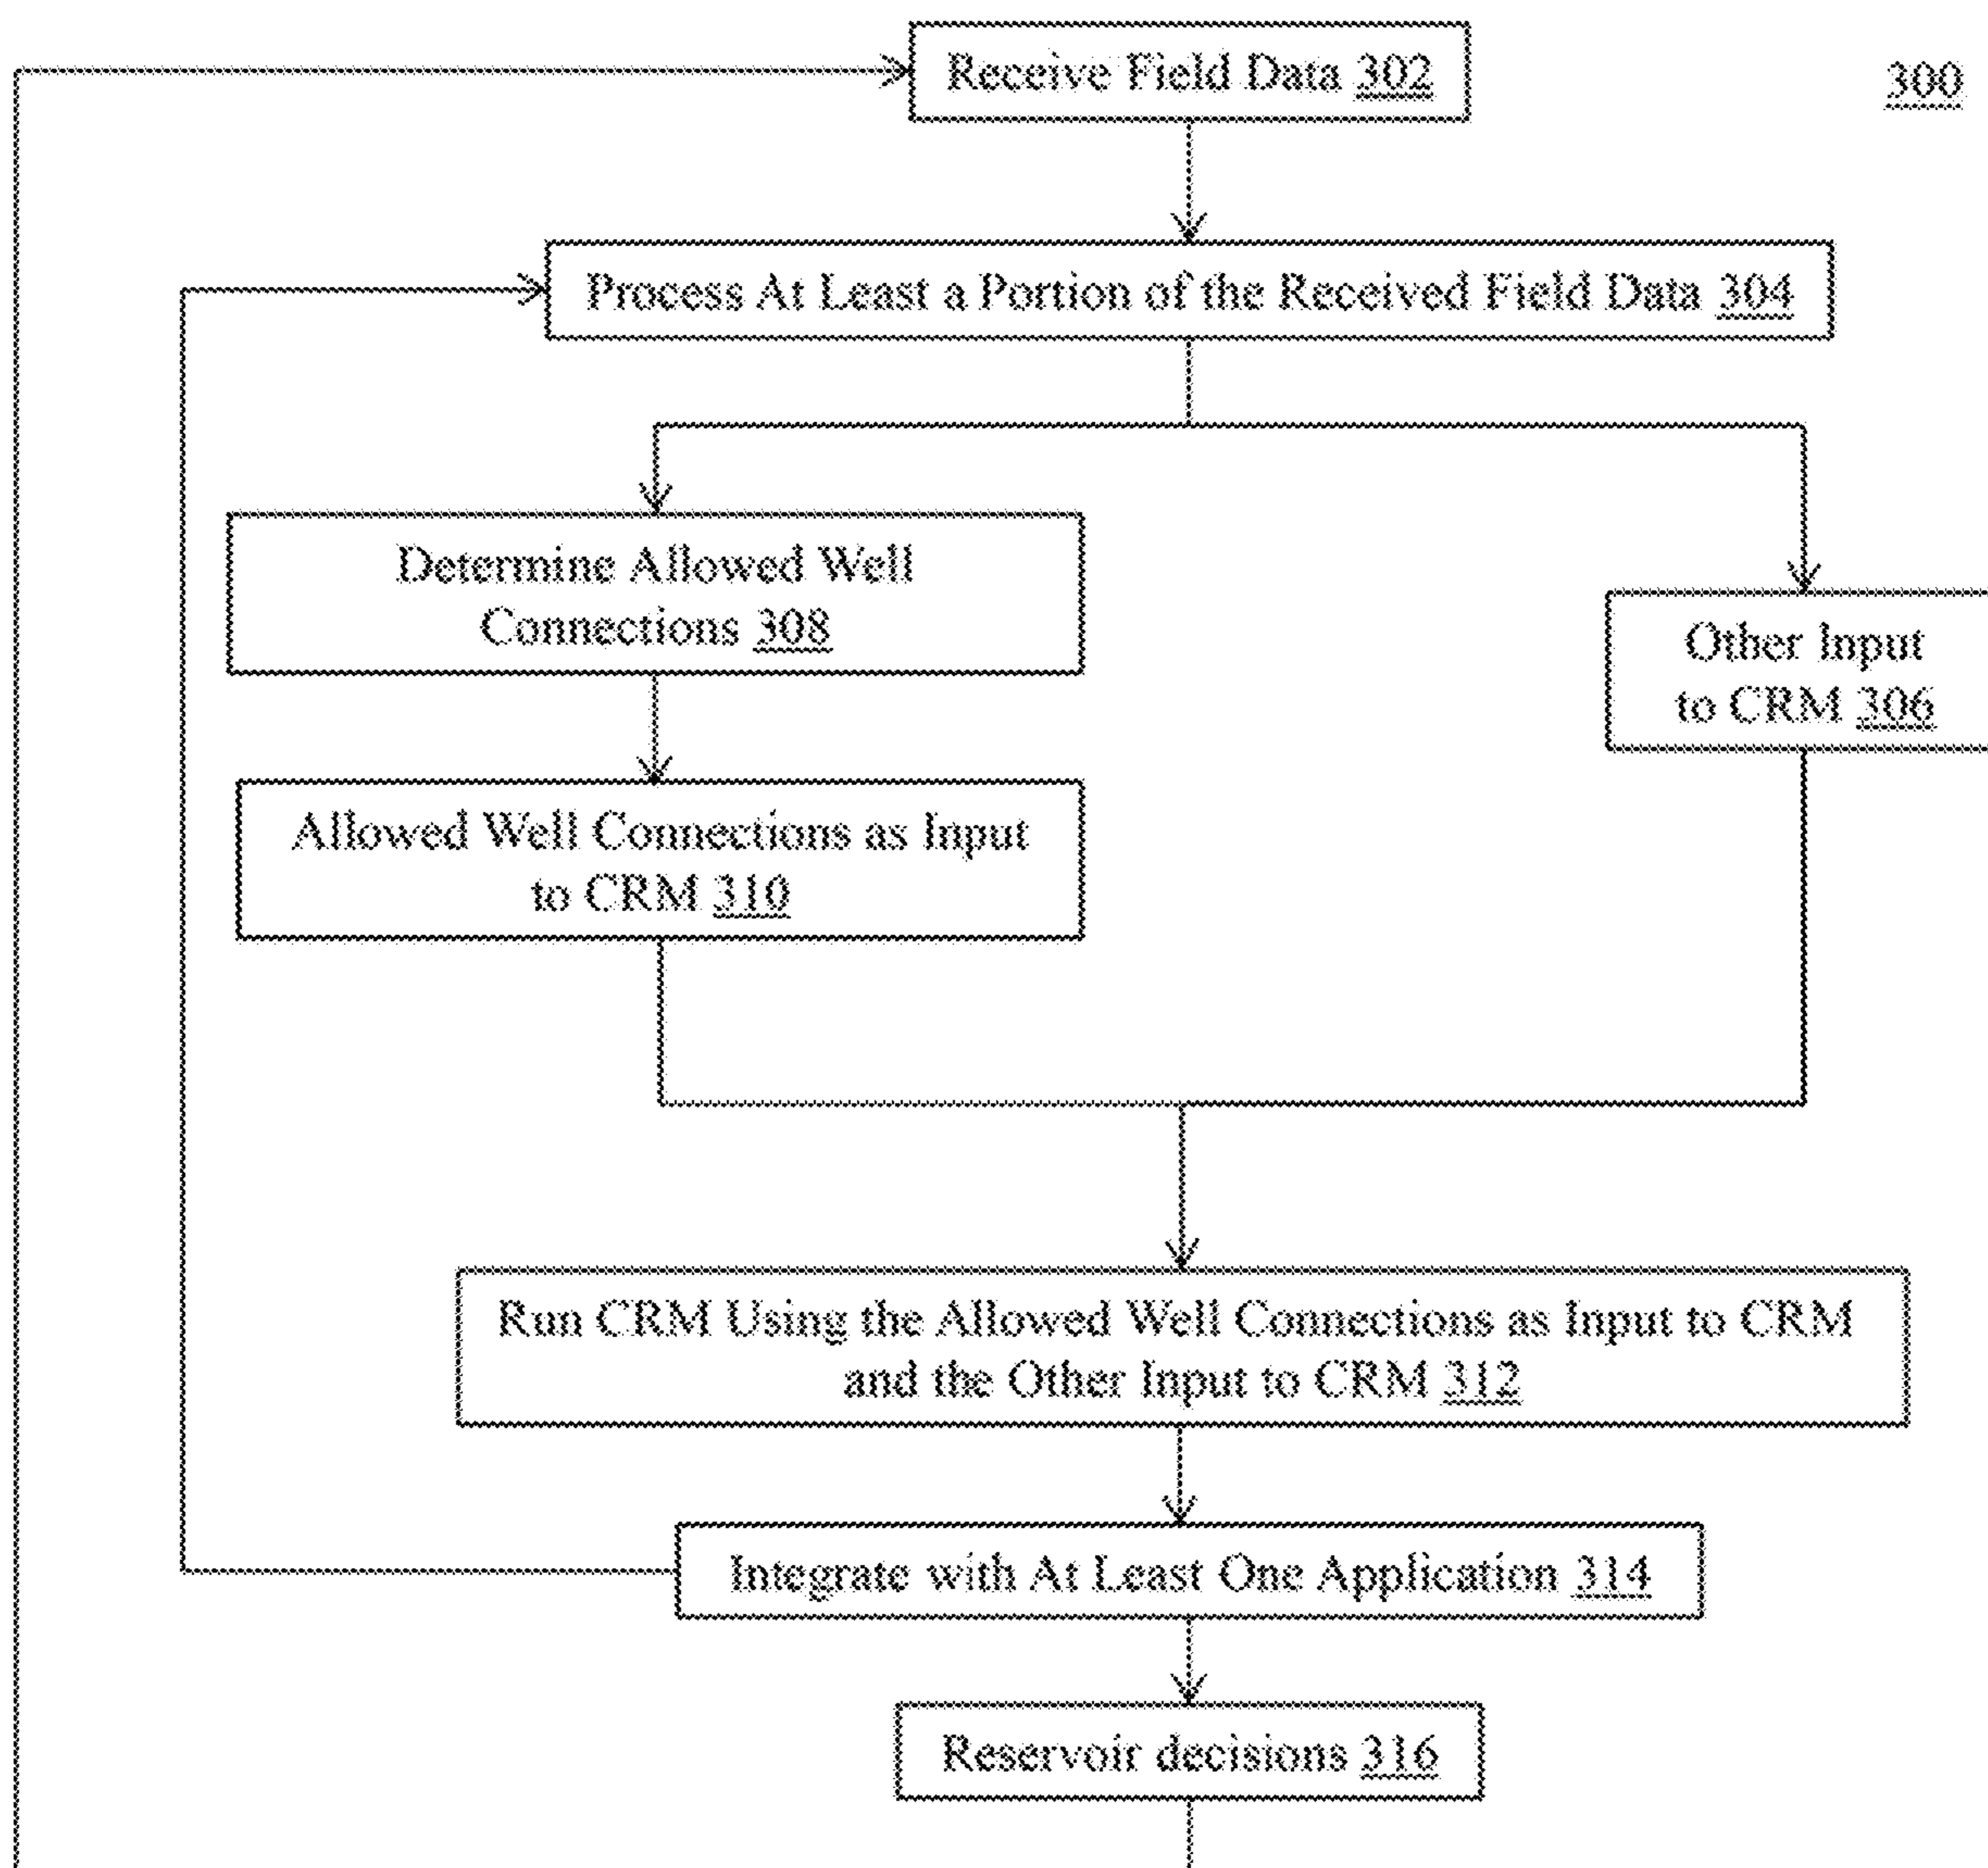 Receive Field Data 302
300
Process At Least a Portion of the Received Field Data 304
Determine Allowed Well
Connections 308
Other Input
to CRM 306
Allowed Well Connections as Input
to CRM 310
Run CRM Using the Allowed Well Connections as Input to CRM
and the Other Input to CRM 312
Integrate with At Least One Application 314
Reservoir decisions 316